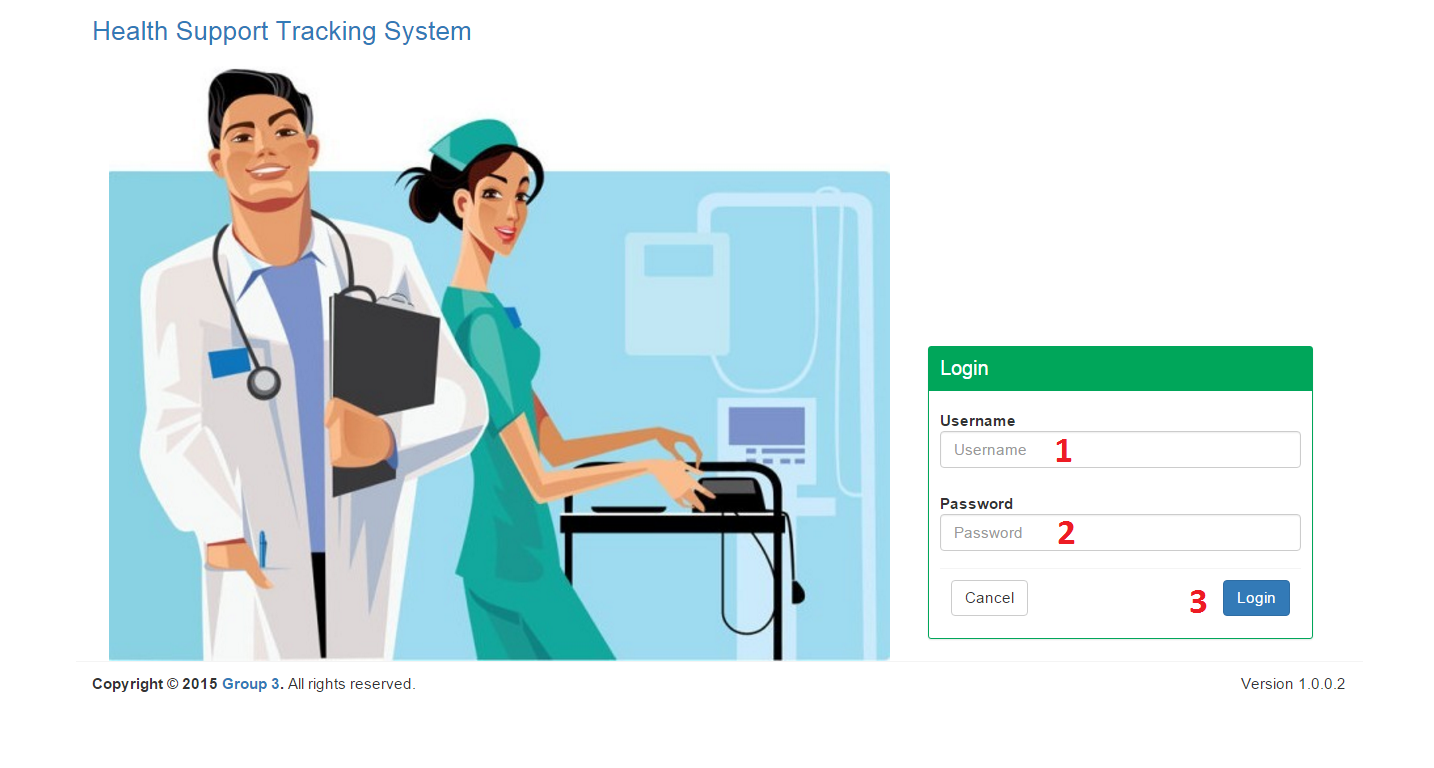 Health Support Tracking System
Login
Username
Username 1
Password
Password 2
Cancel 3 Login
Copyright © 2015 Group 3. All rights reserved. Version 1.0.0.2